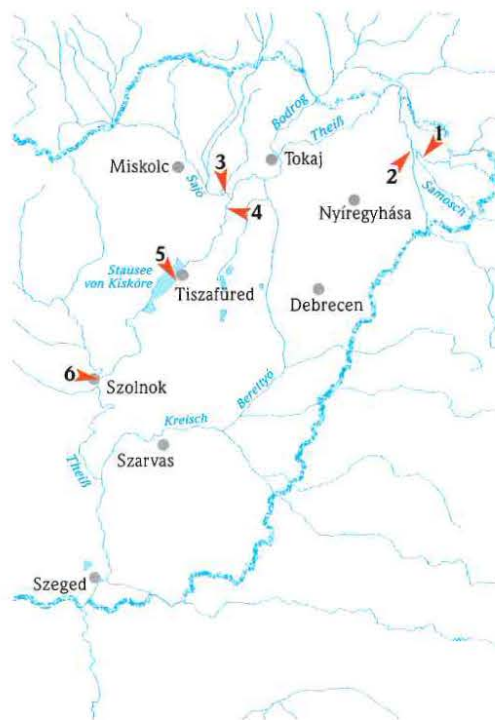 Bodrog
Theiß
1
Miskolc
3
Tokaj
Sajó
2
Samosch
Nyíregyhása
4
5
Stausee
von Kisköre
Tiszafüred
Debrecen
6
Szolnok
Berettyó
Kreisch
Theiß
Szarvas
Szeged